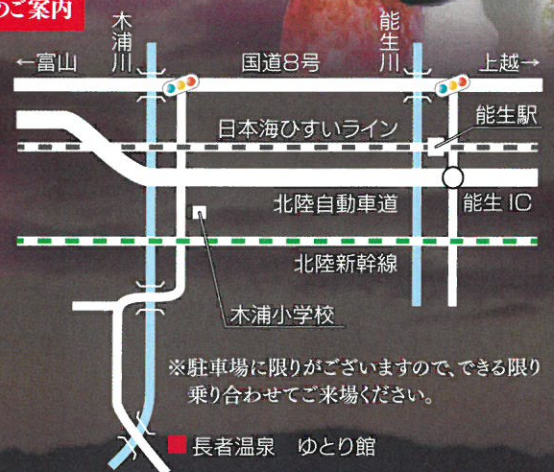 のご案内
木浦川
能生川
←富山
国道8号
上越→
能生駅
日本海ひすいライン
北陸自動車道
能生IC
北陸新幹線
木浦小学校
※駐車場に限りがございますので、できる限り
乗り合わせてご来場ください。
長者温泉 ゆとり館